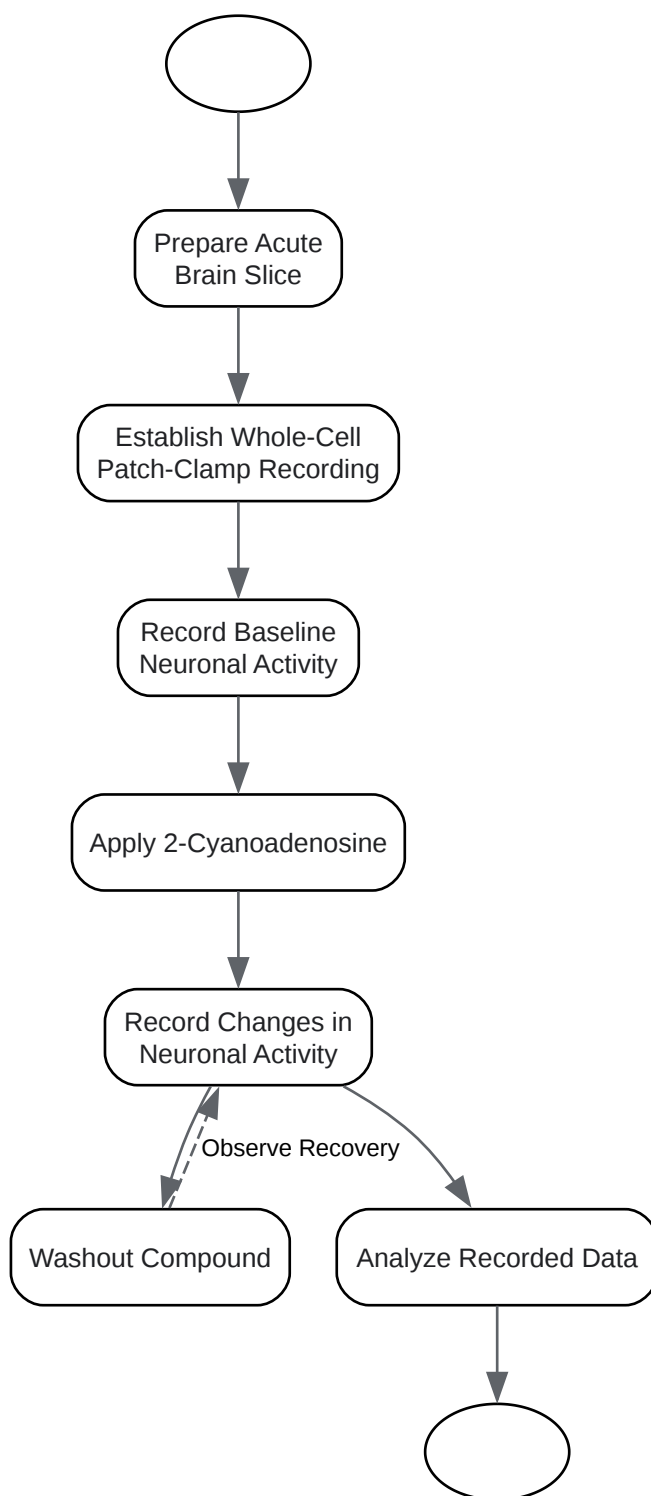 Prepare Acute
Brain Slice
Establish Whole-Cell
Patch-Clamp Recording
Record Baseline
Neuronal Activity
Apply 2-Cyanoadenosine
Record Changes in
Neuronal Activity
Observe Recovery
Washout Compound
Analyze Recorded Data